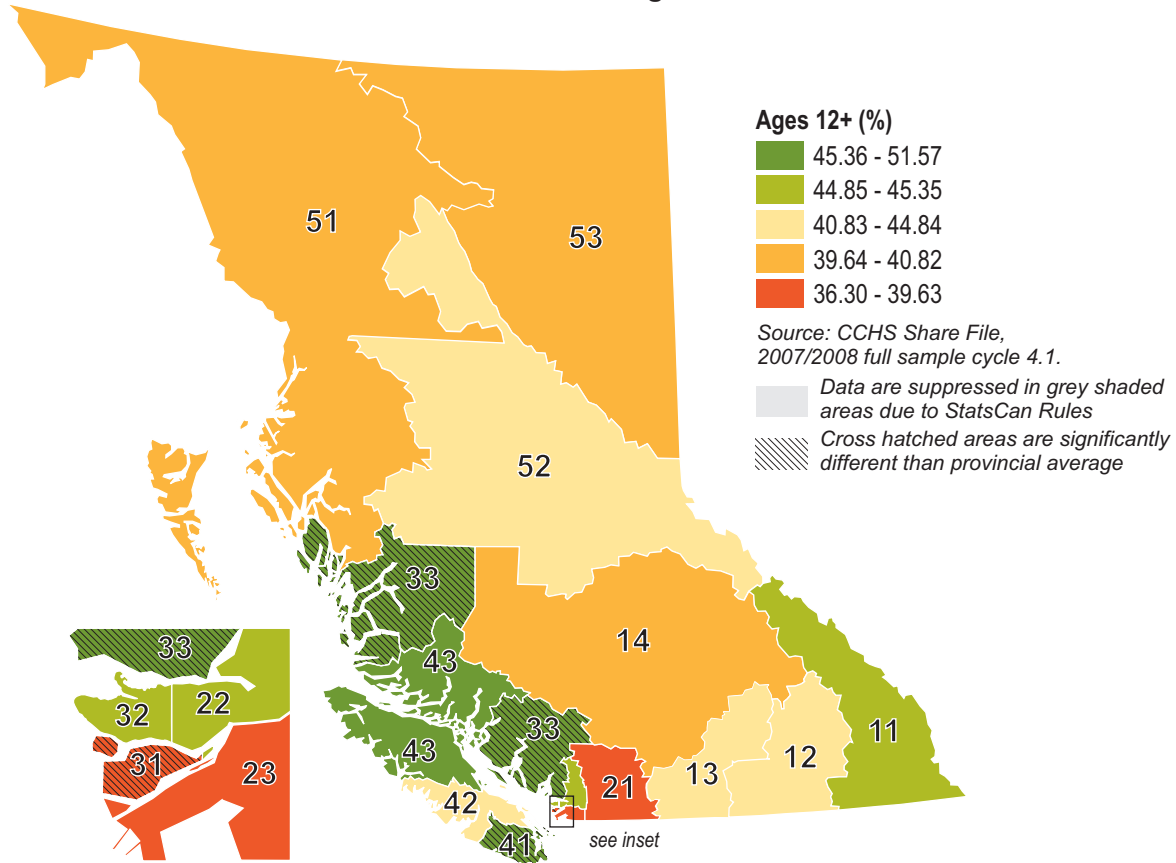 Ages 12+ (%)
45.36 - 51.57
44.85 - 45.35
40.83 - 44.84
39.64 - 40.82
36.30 - 39.63
Source: CCHS Share File,
2007/2008 full sample cycle 4.1.
Data are suppressed in grey shaded
areas due to StatsCan Rules
Cross hatched areas are significantly
different than provincial average
51
53
52
33
14
43
33
43
42
41
21
13
12
11
see inset
33
32
22
31
23